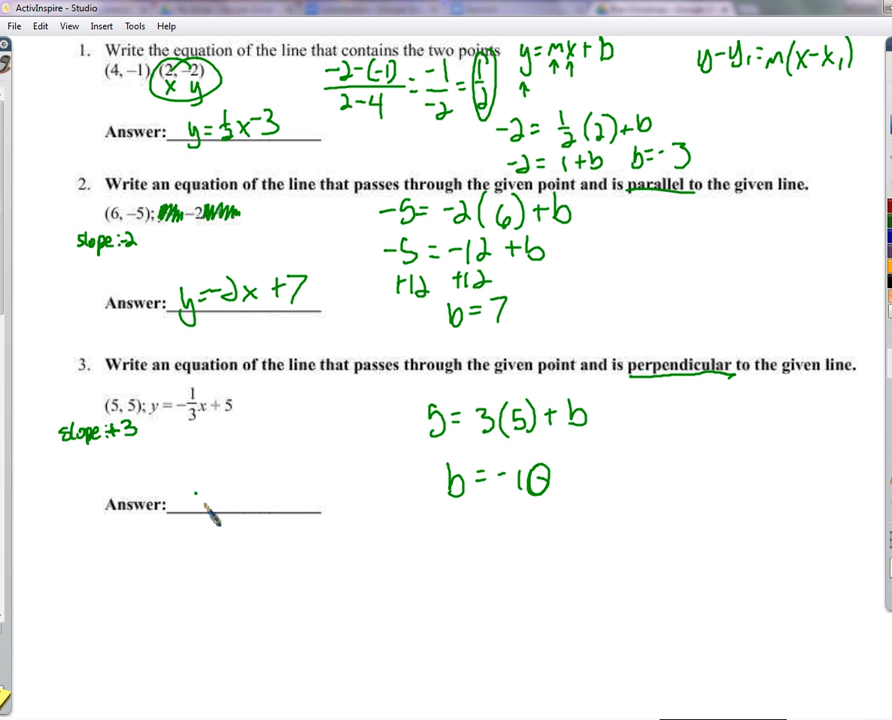 ActivInspire - Studio
File Edit View Insert Tools Help
1. Write the equation of the line that contains the two points
(4, −1), (2, −2)
x y
-2-(-1)/2-4 = -1/-2 = 1/2
y = mx + b
y-y₁=m(x-x₁)
Answer: y=½x-3
-2 = 1/2 (2)+b
-2 = 1+b b=-3
2. Write an equation of the line that passes through the given point and is parallel to the given line.
(6, −5); −2
slope:-2
-5 = -2(6)+b
-5 = -12 +b
+12 +12
b = 7
Answer: y=-2x +7
3. Write an equation of the line that passes through the given point and is perpendicular to the given line.
(5, 5); y = −1/3x + 5
slope:+3
5 = 3(5)+b
b = -10
Answer: